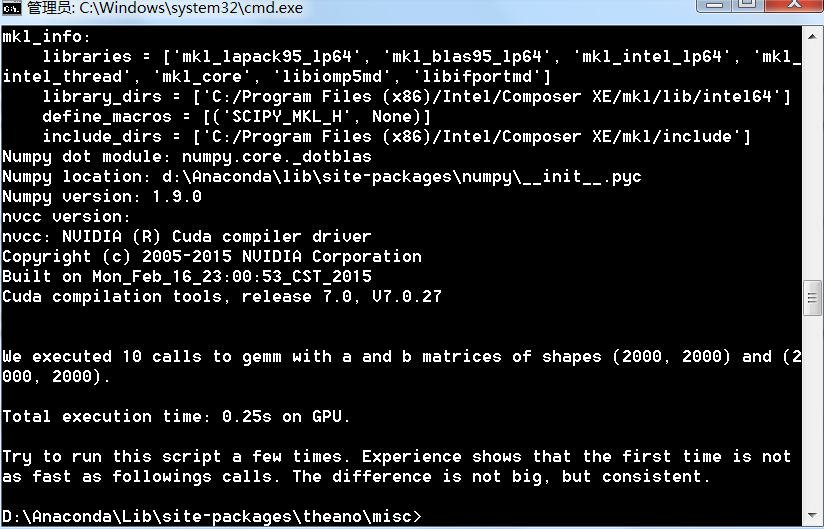 管理员: C:\Windows\system32\cmd.exe
mkl_info:
    libraries = ['mkl_lapack95_lp64', 'mkl_blas95_lp64', 'mkl_intel_lp64', 'mkl_
intel_thread', 'mkl_core', 'libiomp5md', 'libifportmd']
    library_dirs = ['C:/Program Files (x86)/Intel/Composer XE/mkl/lib/intel64']
    define_macros = [('SCIPY_MKL_H', None)]
    include_dirs = ['C:/Program Files (x86)/Intel/Composer XE/mkl/include']
Numpy dot module: numpy.core._dotblas
Numpy location: d:\Anaconda\lib\site-packages\numpy\__init__.pyc
Numpy version: 1.9.0
nvcc version:
nvcc: NVIDIA (R) Cuda compiler driver
Copyright (c) 2005-2015 NVIDIA Corporation
Built on Mon_Feb_16_23:00:53_CST_2015
Cuda compilation tools, release 7.0, V7.0.27
We executed 10 calls to gemm with a and b matrices of shapes (2000, 2000) and (2
000, 2000).
Total execution time: 0.25s on GPU.
Try to run this script a few times. Experience shows that the first time is not
as fast as followings calls. The difference is not big, but consistent.
D:\Anaconda\Lib\site-packages\theano\misc>